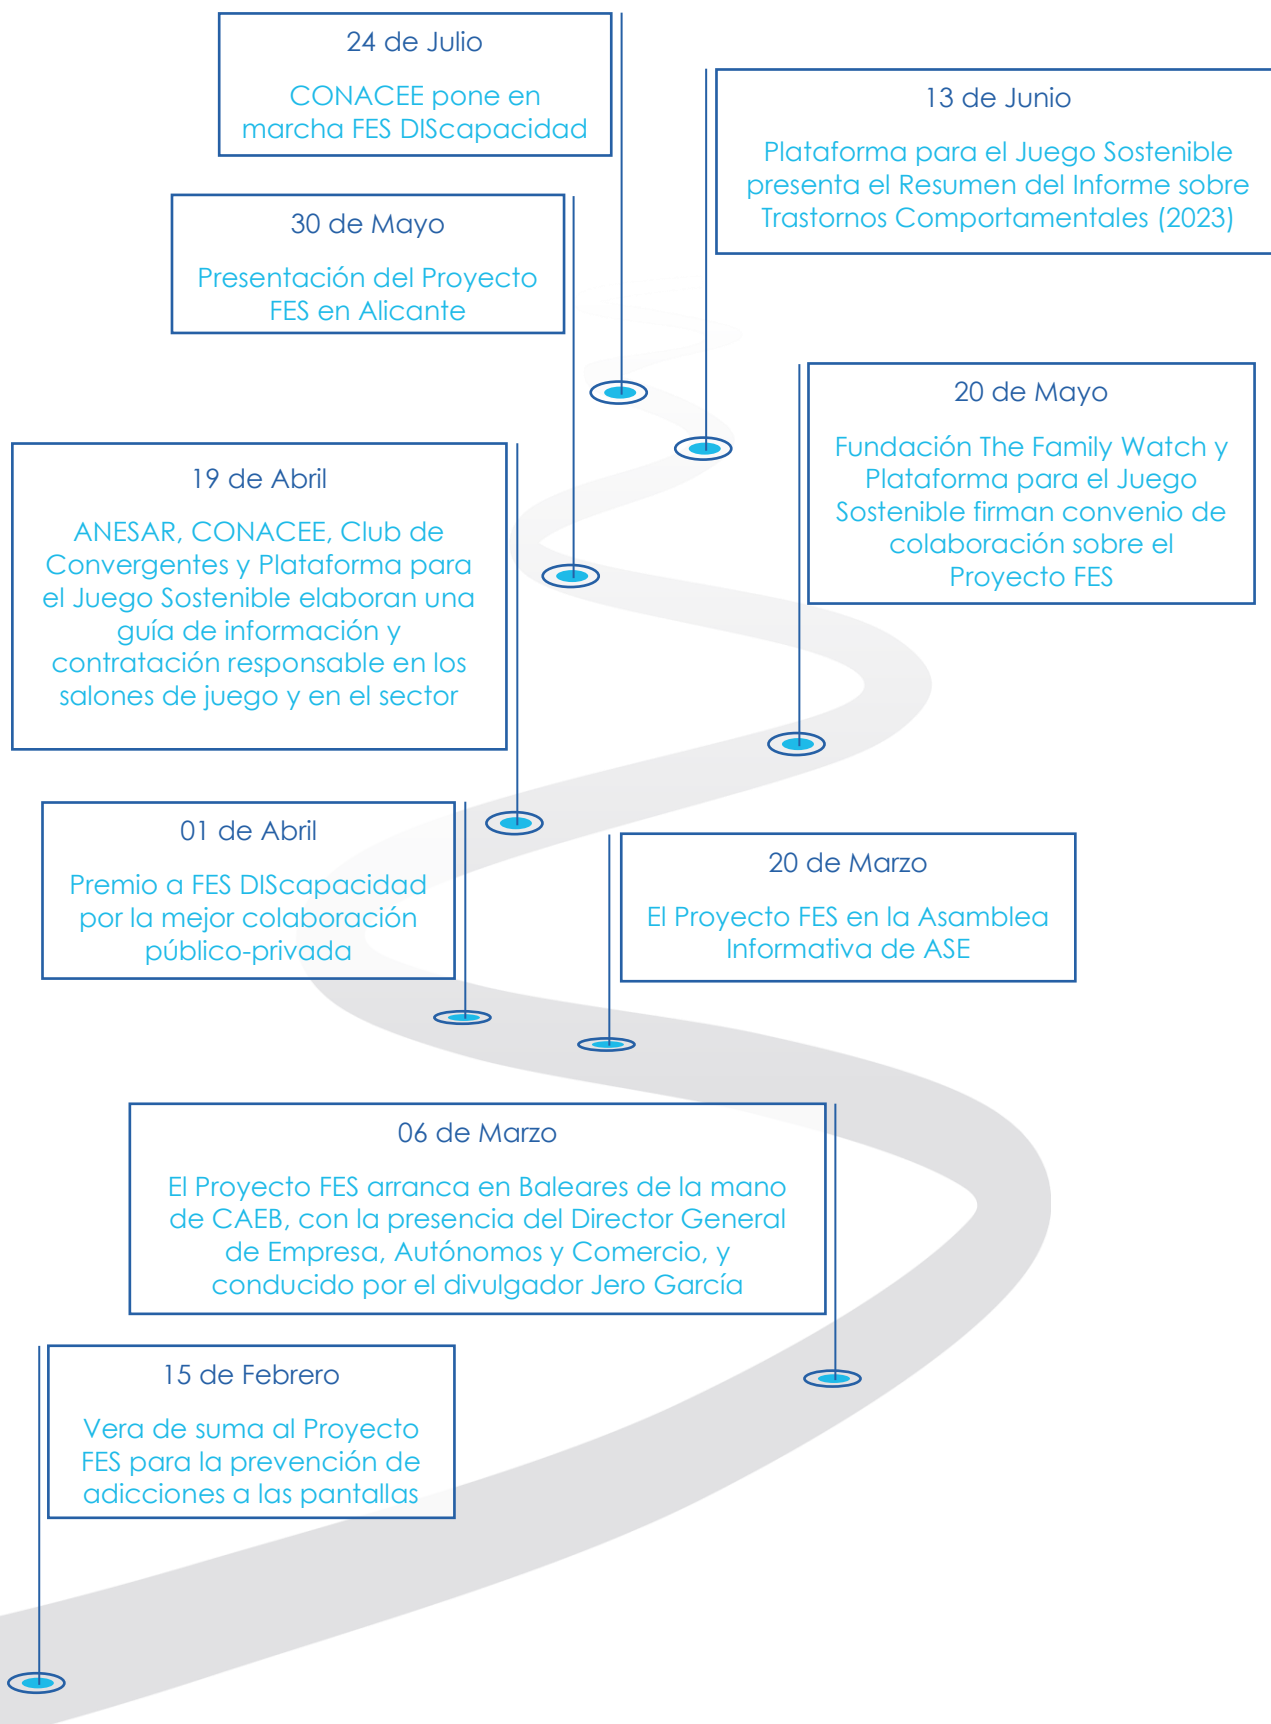 24 de Julio
CONACEE pone en
marcha FES DIScapacidad
13 de Junio
Plataforma para el Juego Sostenible
presenta el Resumen del Informe sobre
Trastornos Comportamentales (2023)
30 de Mayo
Presentación del Proyecto
FES en Alicante
20 de Mayo
Fundación The Family Watch y
Plataforma para el Juego
Sostenible firman convenio de
colaboración sobre el
Proyecto FES
19 de Abril
ANESAR, CONACEE, Club de
Convergentes y Plataforma para
el Juego Sostenible elaboran una
guía de información y
contratación responsable en los
salones de juego y en el sector
01 de Abril
Premio a FES DIScapacidad
por la mejor colaboración
público-privada
20 de Marzo
El Proyecto FES en la Asamblea
Informativa de ASE
06 de Marzo
El Proyecto FES arranca en Baleares de la mano
de CAEB, con la presencia del Director General
de Empresa, Autónomos y Comercio, y
conducido por el divulgador Jero García
15 de Febrero
Vera de suma al Proyecto
FES para la prevención de
adicciones a las pantallas